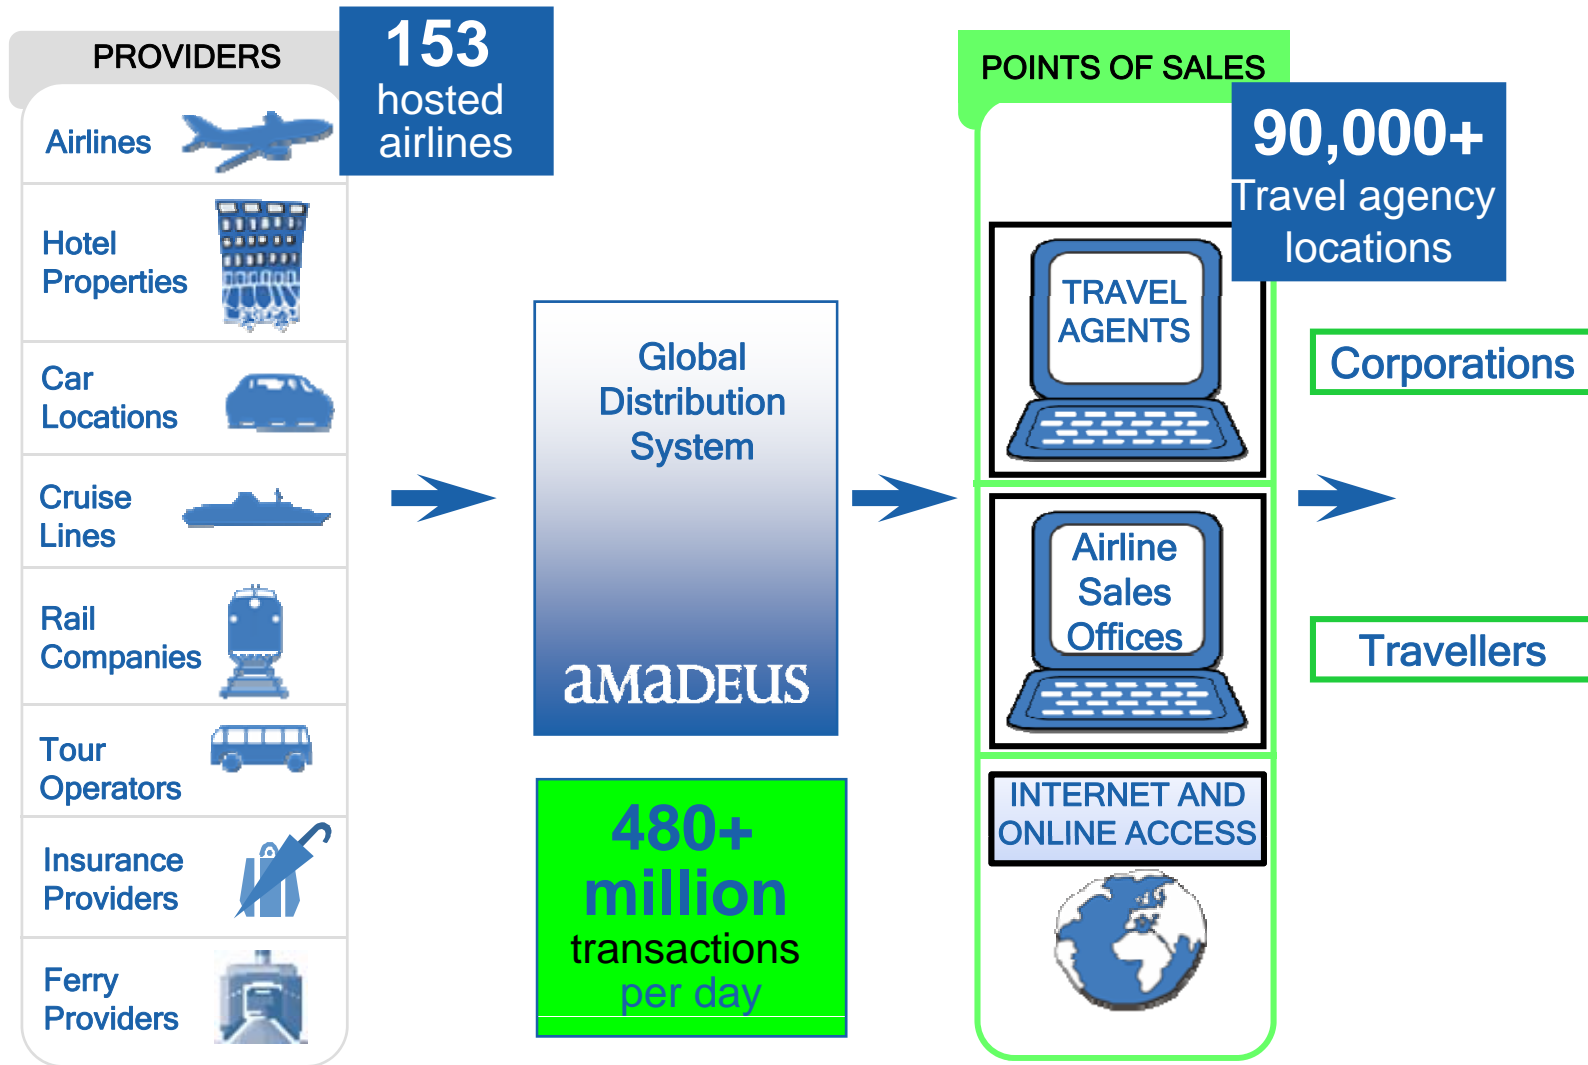 PROVIDERS
153
hosted
airlines
Airlines
Hotel
Properties
Car
Locations
Cruise
Lines
Rail
Companies
Tour
Operators
Insurance
Providers
Ferry
Providers
Global
Distribution
System
aMaDEUS
480+
million
transactions
per day
POINTS OF SALES
90,000+
Travel agency
locations
TRAVEL
AGENTS
Airline
Sales
Offices
INTERNET AND
ONLINE ACCESS
Corporations
Travellers